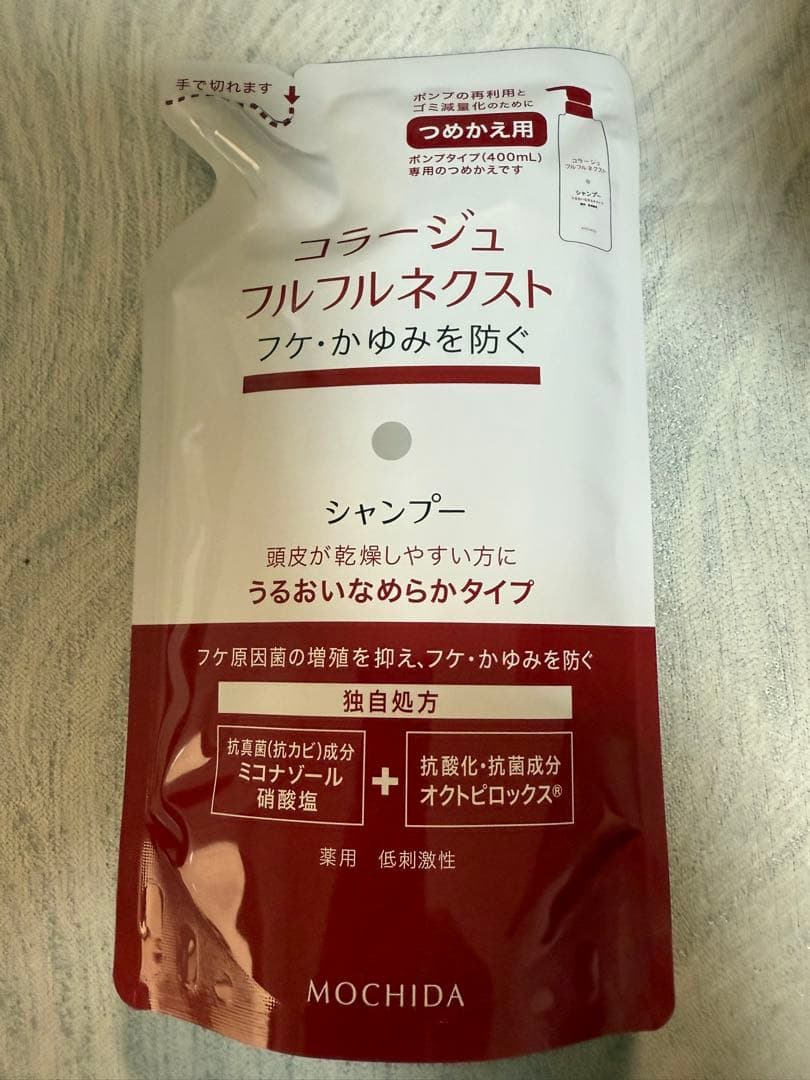 手で切れます
ポンプの再利用と
ゴミ減量化のために
つめかえ用
ポンプタイプ(400mL)
専用のつめかえです
コラージュ
フルフルネクスト
シャンプー
コラージュ
フルフルネクスト
フケ・かゆみを防ぐ
シャンプー
頭皮が乾燥しやすい方に
うるおいなめらかタイプ
フケ原因菌の増殖を抑え、フケ・かゆみを防ぐ
独自処方
抗真菌(抗カビ)成分
ミコナゾール
硝酸塩
+
抗酸化・抗菌成分
オクトピロックス®
薬用 低刺激性
MOCHIDA